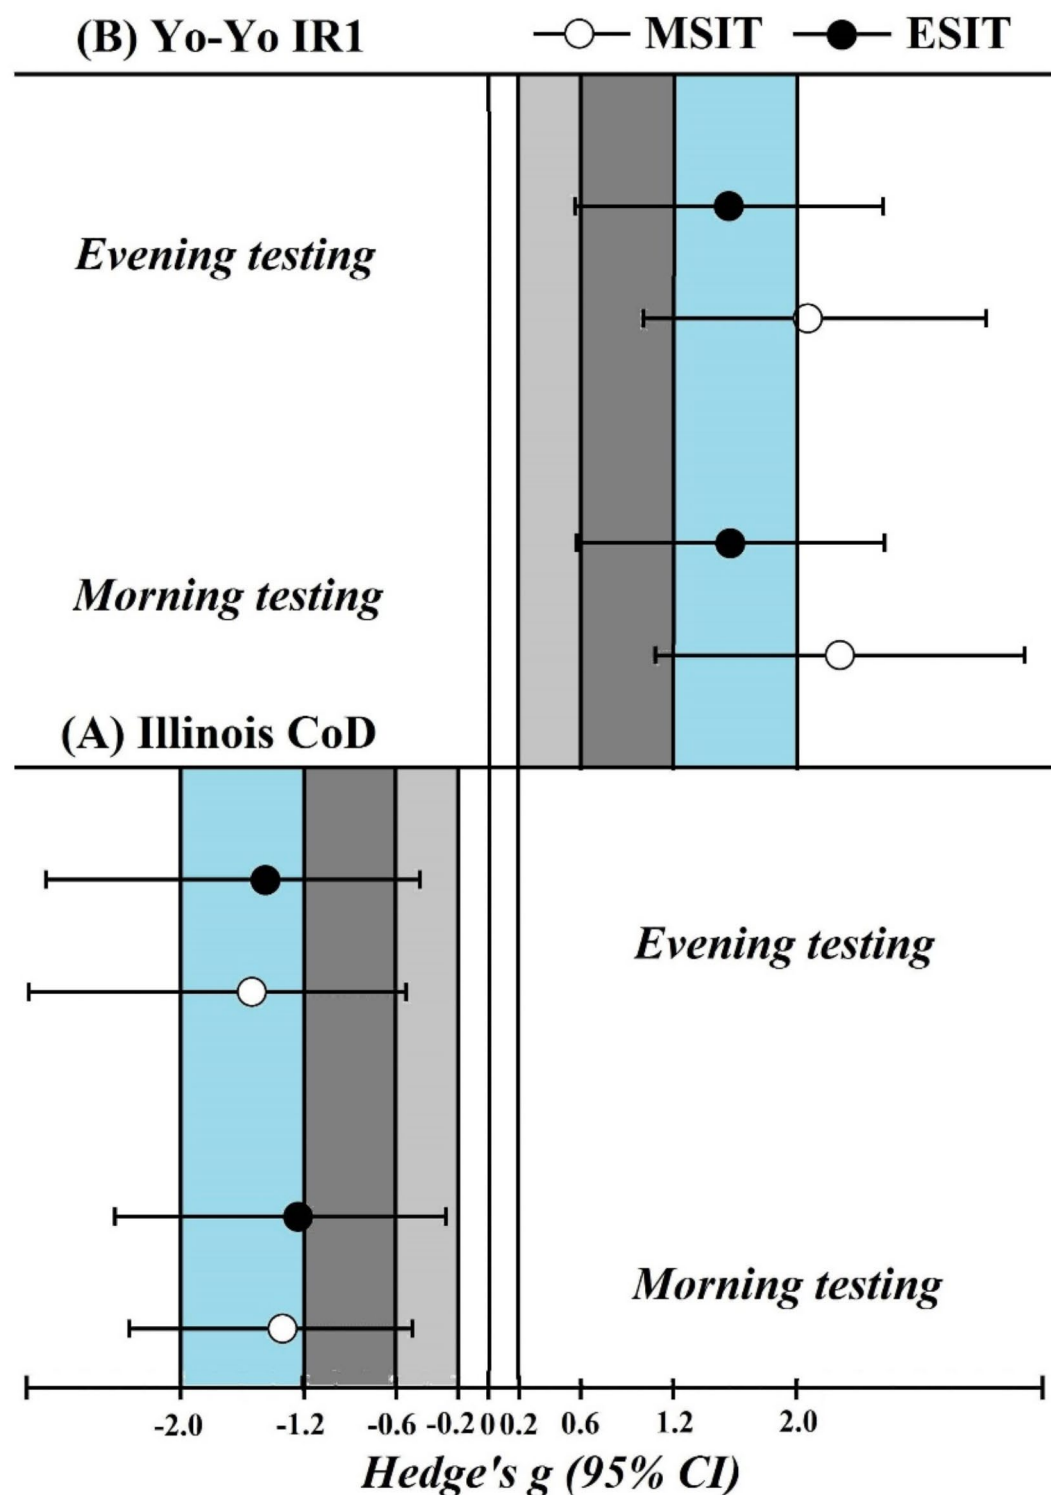 (B) Yo-Yo IR1 MSIT ESIT
Evening testing
Morning testing
(A) Illinois CoD
Evening testing
Morning testing
-2.0 -1.2 -0.6 -0.2 0 0.2 0.6 1.2 2.0
Hedge's g (95% CI)